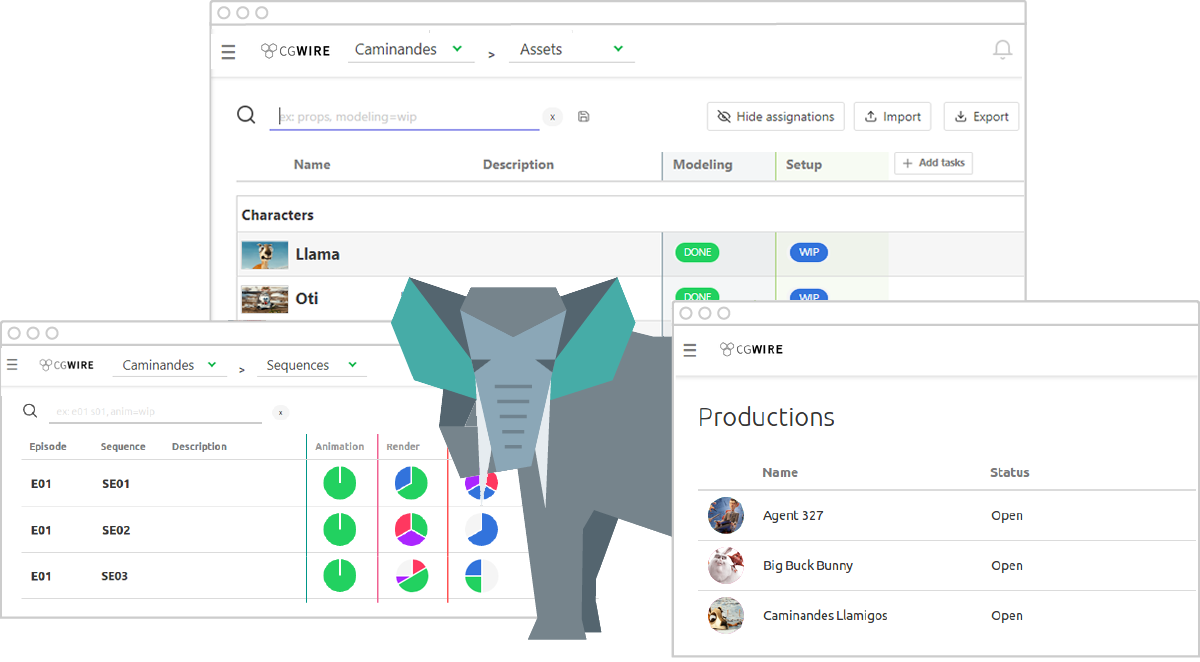 CGWIRE Caminandes > Assets
ex: props, modeling=wip x Hide assignations Import Export
Name Description Modeling Setup + Add tasks
Characters
Llama DONE WIP
Oti DONE WIP
CGWIRE Caminandes > Sequences
ex: e01 s01, anim=wip x
Episode Sequence Description Animation Render
E01 SE01
E01 SE02
E01 SE03
CGWIRE
Productions
Name Status
Agent 327 Open
Big Buck Bunny Open
Caminandes Llamigos Open